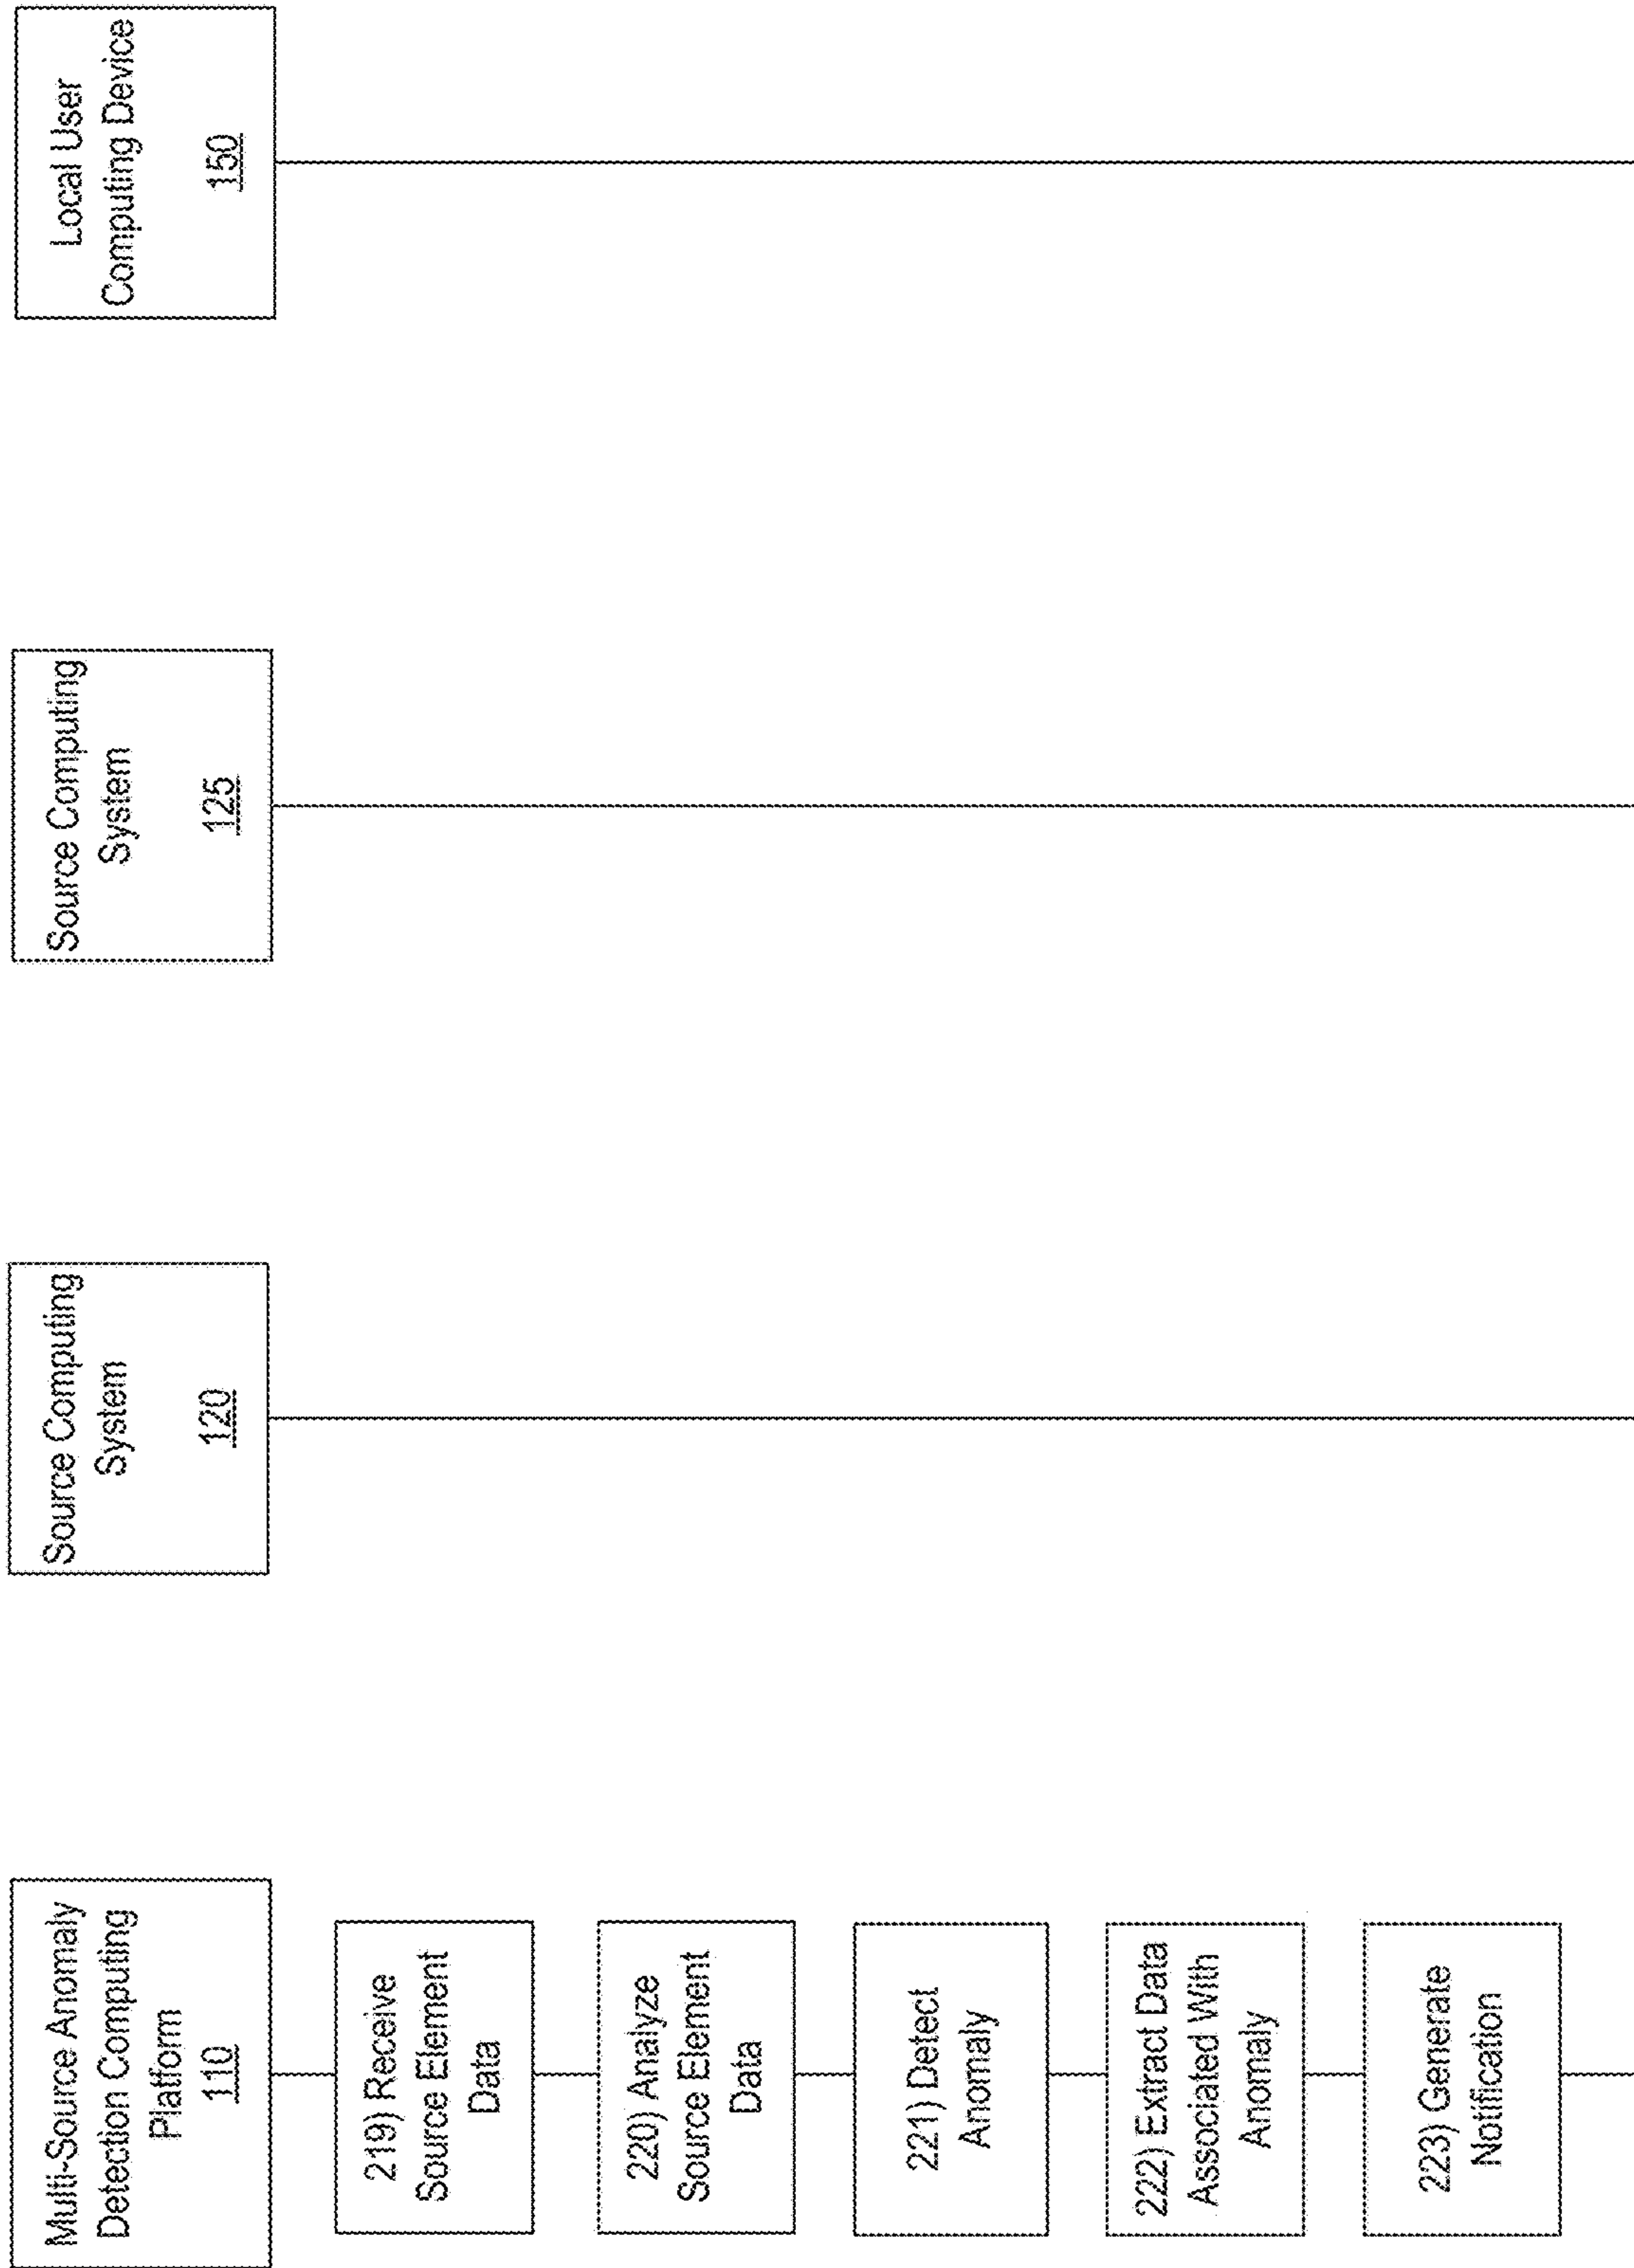 Multi-Source Anomaly
Detection Computing
Platform
110
Source Computing
System
120
Source Computing
System
125
Local User
Computing Device
150
219) Receive
Source Element
Data
220) Analyze
Source Element
Data
221) Detect
Anomaly
222) Extract Data
Associated With
Anomaly
223) Generate
Notification